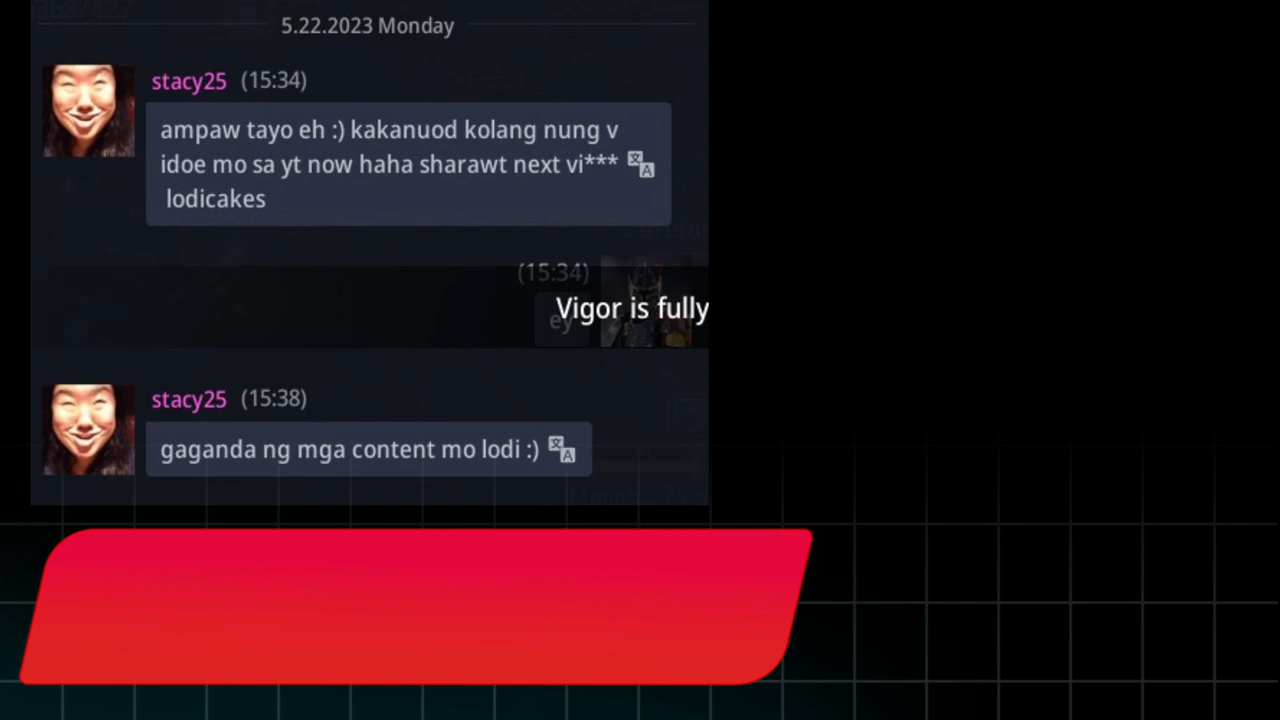 5.22.2023 Monday
stacy25 (15:34)
ampaw tayo eh :) kakanuod kolang nung v
idoe mo sa yt now haha sharawt next vi***
lodicakes
(15:34)
ey
Vigor is fully
stacy25 (15:38)
gaganda ng mga content mo lodi :)